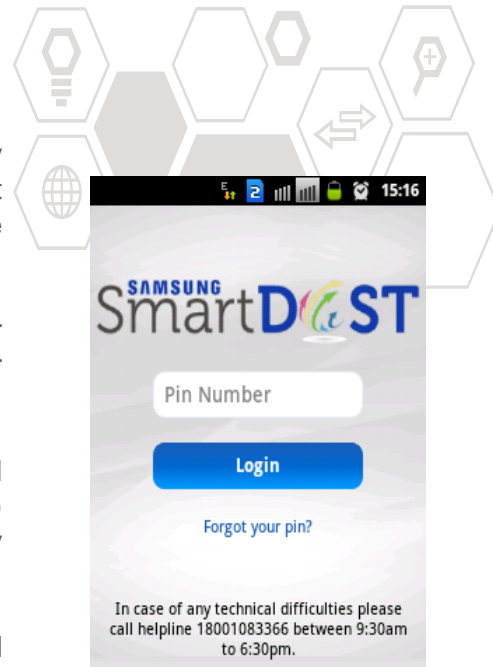 E 2 15:16
SAMSUNG
SmartDOST
Pin Number
Login
Forgot your pin?
In case of any technical difficulties please
call helpline 18001083366 between 9:30am
to 6:30pm.